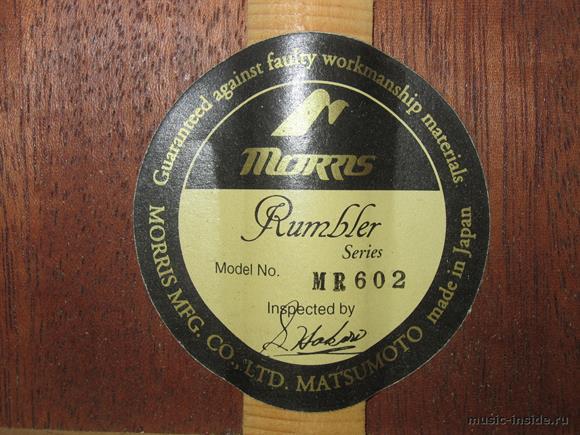 Guaranteed against faulty workmanship materials
MORRIS
Rumbler
Series
Model No. MR602
Inspected by
MORRIS MFG. CO., LTD. MATSUMOTO made in Japan
music-inside.ru